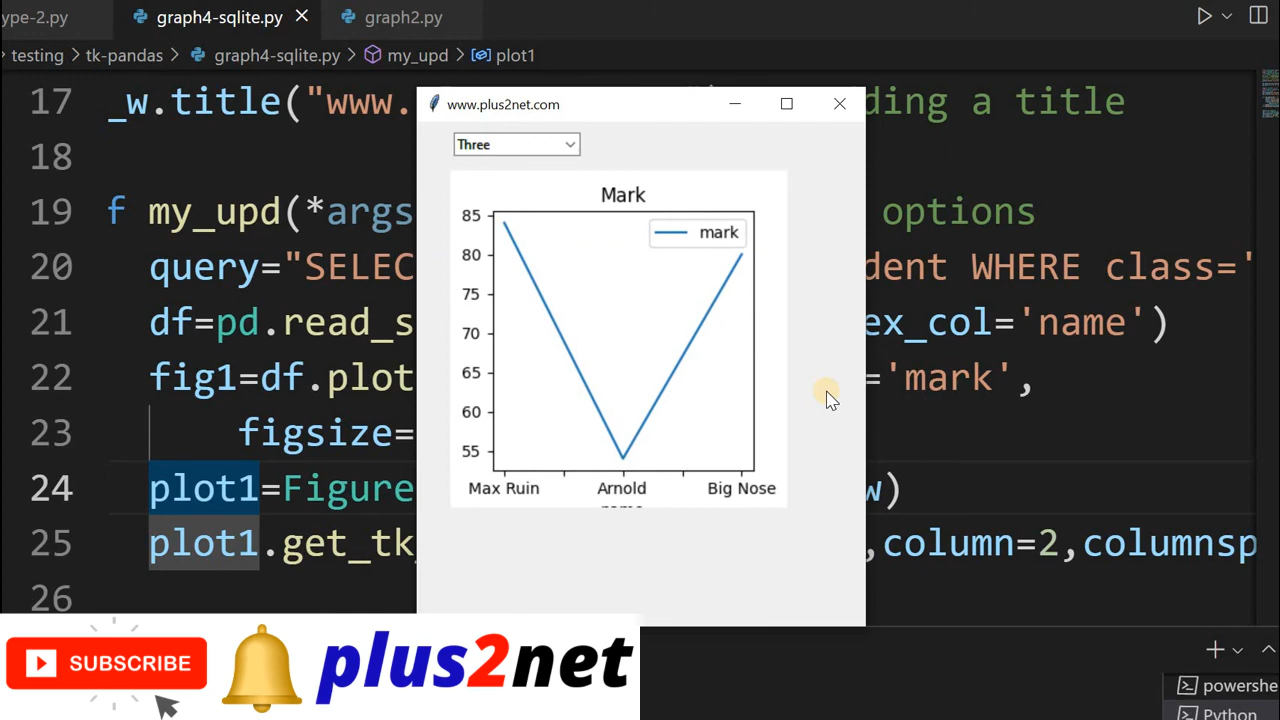 ype-2.py graph4-sqlite.py graph2.py
testing > tk-pandas > graph4-sqlite.py > my_upd > plot1
17 _w.title("www. ding a title
18
19 f my_upd(*args options
20 query="SELEC dent WHERE class='
21 df=pd.read_s ex_col='name')
22 fig1=df.plot ='mark',
23 figsize=
24 plot1=Figure w)
25 plot1.get_tk ,column=2,columnsp
26
www.plus2net.com
Three
Mark
mark
85
80
75
70
65
60
55
Max Ruin Arnold Big Nose
SUBSCRIBE
plus2net
powershe
Python